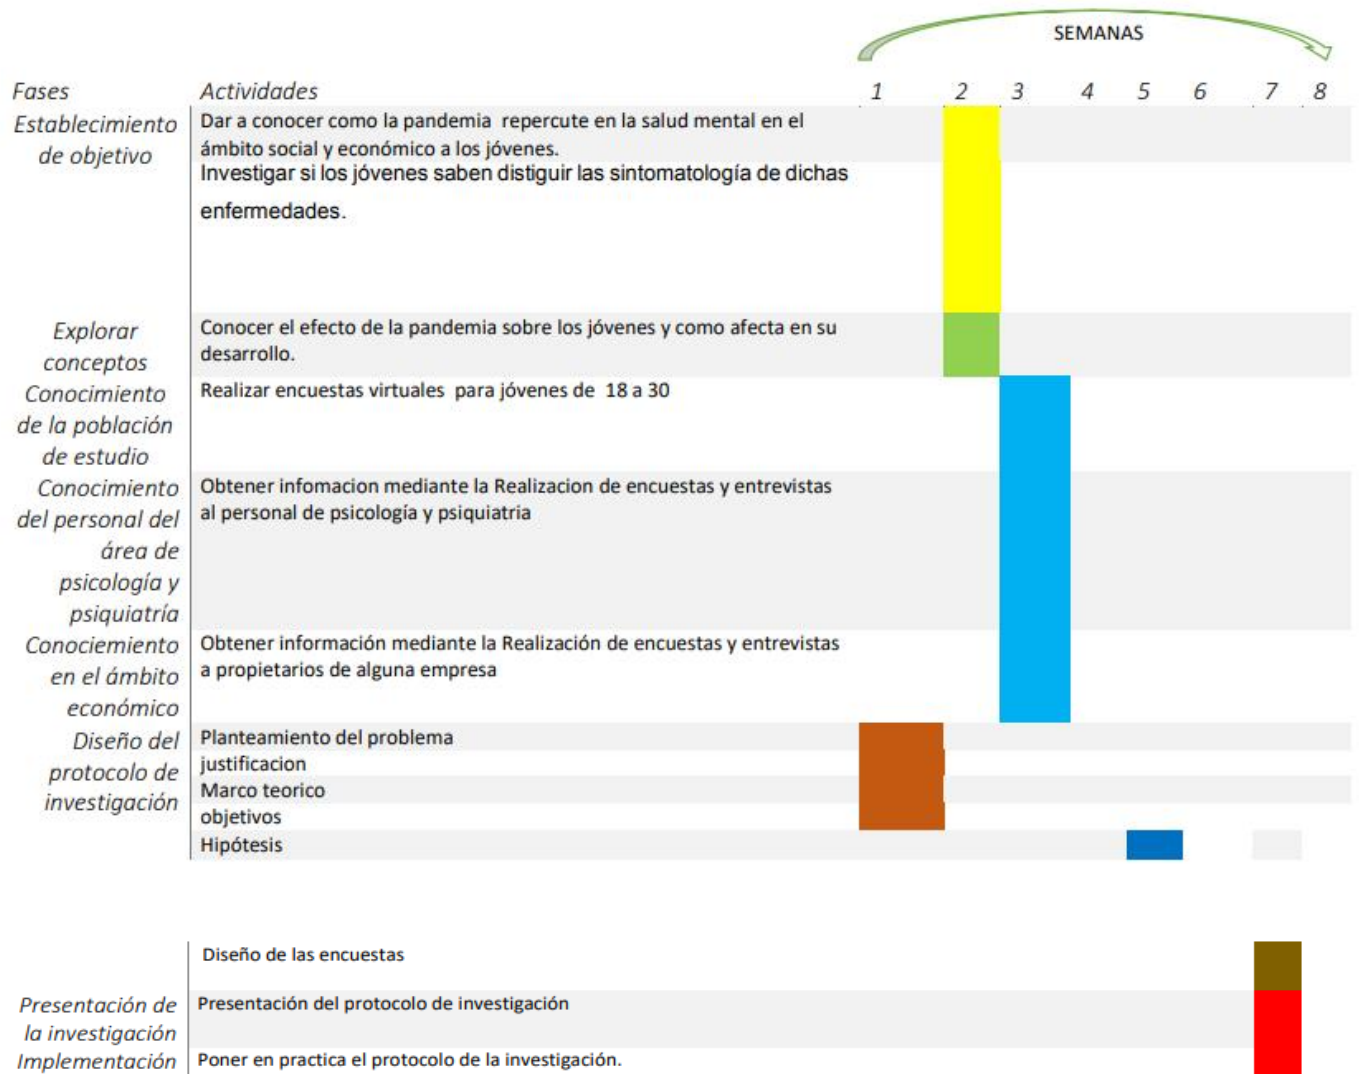 SEMANAS
Fases Actividades 1 2 3 4 5 6 7 8
Establecimiento
de objetivo
Dar a conocer como la pandemia repercute en la salud mental en el
ámbito social y económico a los jóvenes.
Investigar si los jóvenes saben distiguir las sintomatología de dichas
enfermedades.
Explorar
conceptos
Conocer el efecto de la pandemia sobre los jóvenes y como afecta en su
desarrollo.
Conocimiento
de la población
de estudio
Realizar encuestas virtuales para jóvenes de 18 a 30
Conocimiento
del personal del
área de
psicología y
psiquiatría
Obtener infomacion mediante la Realizacion de encuestas y entrevistas
al personal de psicología y psiquiatria
Conociemiento
en el ámbito
económico
Obtener información mediante la Realización de encuestas y entrevistas
a propietarios de alguna empresa
Diseño del
protocolo de
investigación
Planteamiento del problema
justificacion
Marco teorico
objetivos
Hipótesis
Diseño de las encuestas
Presentación de
la investigación
Presentación del protocolo de investigación
Implementación
Poner en practica el protocolo de la investigación.